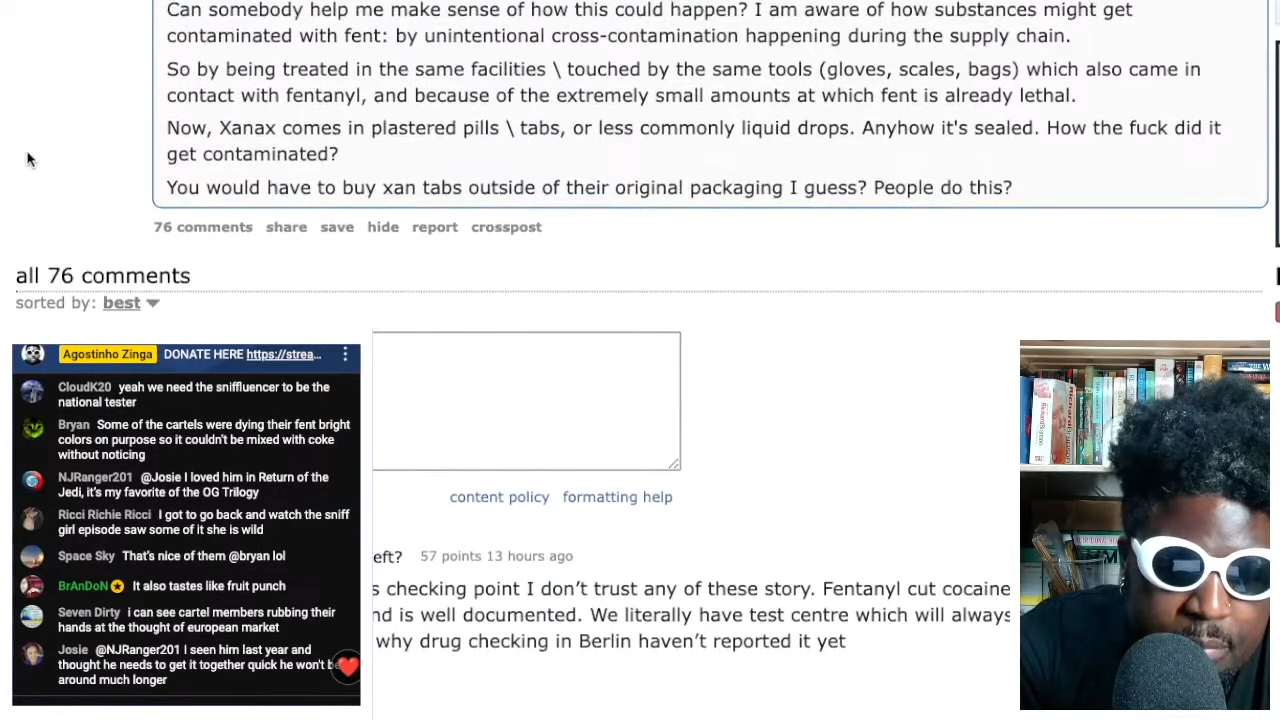 Can somebody help me make sense of how this could happen? I am aware of how substances might get
contaminated with fent: by unintentional cross-contamination happening during the supply chain.
So by being treated in the same facilities \ touched by the same tools (gloves, scales, bags) which also came in
contact with fentanyl, and because of the extremely small amounts at which fent is already lethal.
Now, Xanax comes in plastered pills \ tabs, or less commonly liquid drops. Anyhow it's sealed. How the fuck did it
get contaminated?
You would have to buy xan tabs outside of their original packaging I guess? People do this?
76 comments share save hide report crosspost
all 76 comments
sorted by: best
Agostinho Zinga DONATE HERE https://strea...
CloudK20 yeah we need the sniffluencer to be the
national tester
Bryan Some of the cartels were dying their fent bright
colors on purpose so it couldn't be mixed with coke
without noticing
NJRanger201 @Josie I loved him in Return of the
Jedi, it's my favorite of the OG Trilogy
Ricci Richie Ricci I got to go back and watch the sniff
girl episode saw some of it she is wild
Space Sky That's nice of them @bryan lol
BrAnDoN It also tastes like fruit punch
Seven Dirty i can see cartel members rubbing their
hands at the thought of european market
Josie @NJRanger201 I seen him last year and
thought he needs to get it together quick he won't be
around much longer
content policy formatting help
eft? 57 points 13 hours ago
s checking point I don't trust any of these story. Fentanyl cut cocaine
nd is well documented. We literally have test centre which will always
why drug checking in Berlin haven't reported it yet